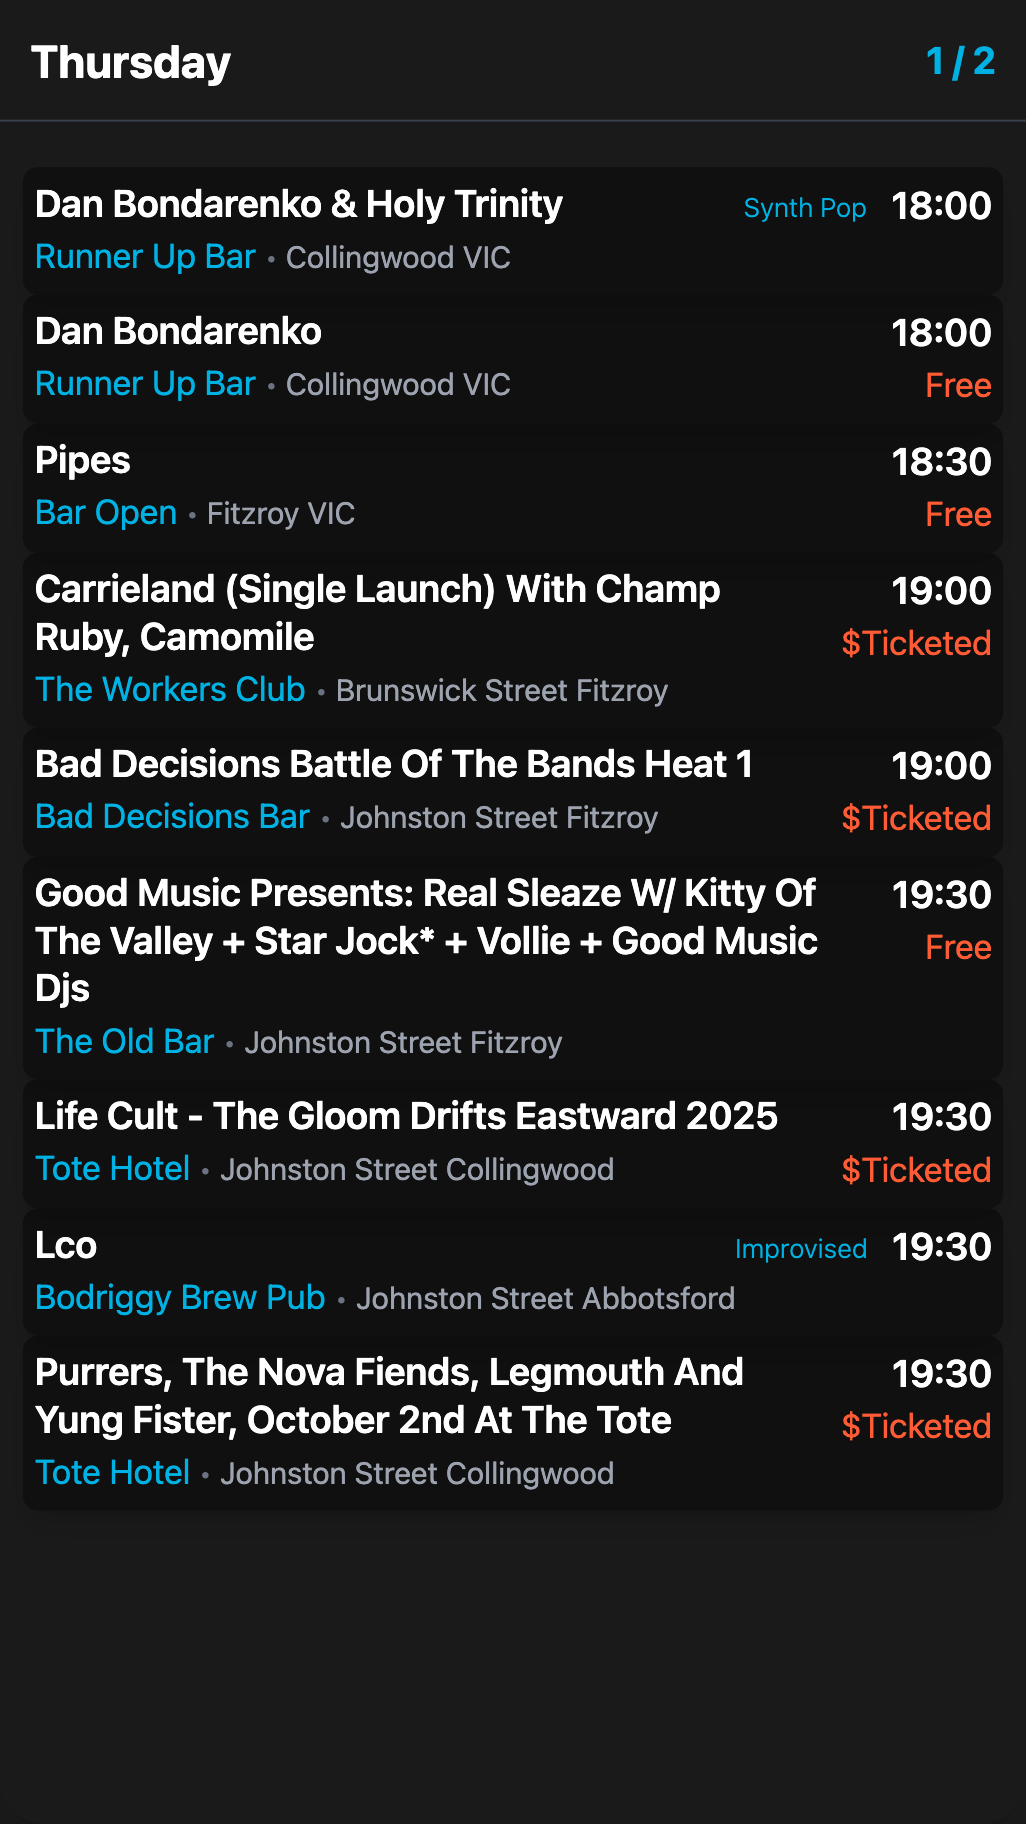 Thursday 1 / 2
Dan Bondarenko & Holy Trinity Synth Pop 18:00
Runner Up Bar • Collingwood VIC
Dan Bondarenko 18:00
Runner Up Bar • Collingwood VIC Free
Pipes 18:30
Bar Open • Fitzroy VIC Free
Carrieland (Single Launch) With Champ 19:00
Ruby, Camomile $Ticketed
The Workers Club • Brunswick Street Fitzroy
Bad Decisions Battle Of The Bands Heat 1 19:00
Bad Decisions Bar • Johnston Street Fitzroy $Ticketed
Good Music Presents: Real Sleaze W/ Kitty Of 19:30
The Valley + Star Jock* + Vollie + Good Music Free
Djs
The Old Bar • Johnston Street Fitzroy
Life Cult - The Gloom Drifts Eastward 2025 19:30
Tote Hotel • Johnston Street Collingwood $Ticketed
Lco Improvised 19:30
Bodriggy Brew Pub • Johnston Street Abbotsford
Purrers, The Nova Fiends, Legmouth And 19:30
Yung Fister, October 2nd At The Tote $Ticketed
Tote Hotel • Johnston Street Collingwood